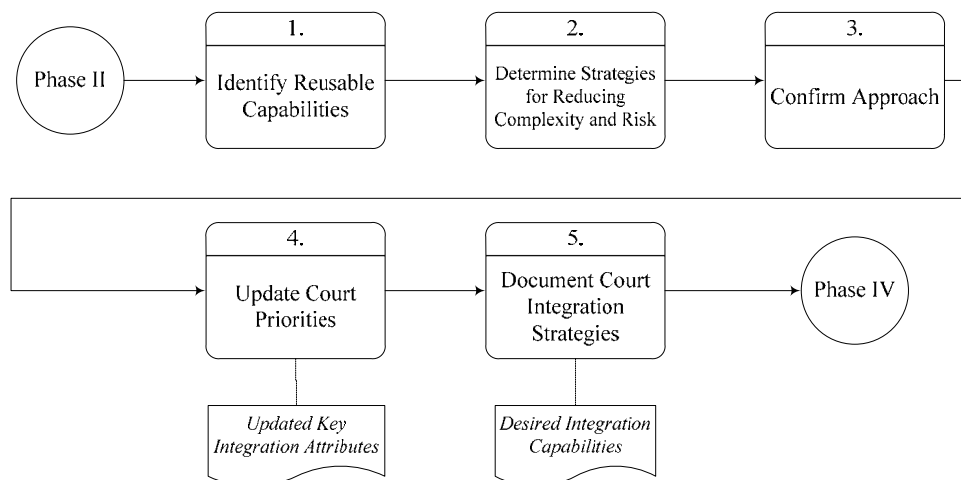 Phase II
1.
Identify Reusable
Capabilities
2.
Determine Strategies
for Reducing
Complexity and Risk
3.
Confirm Approach
4.
Update Court
Priorities
5.
Document Court
Integration
Strategies
Phase IV
Updated Key
Integration Attributes
Desired Integration
Capabilities